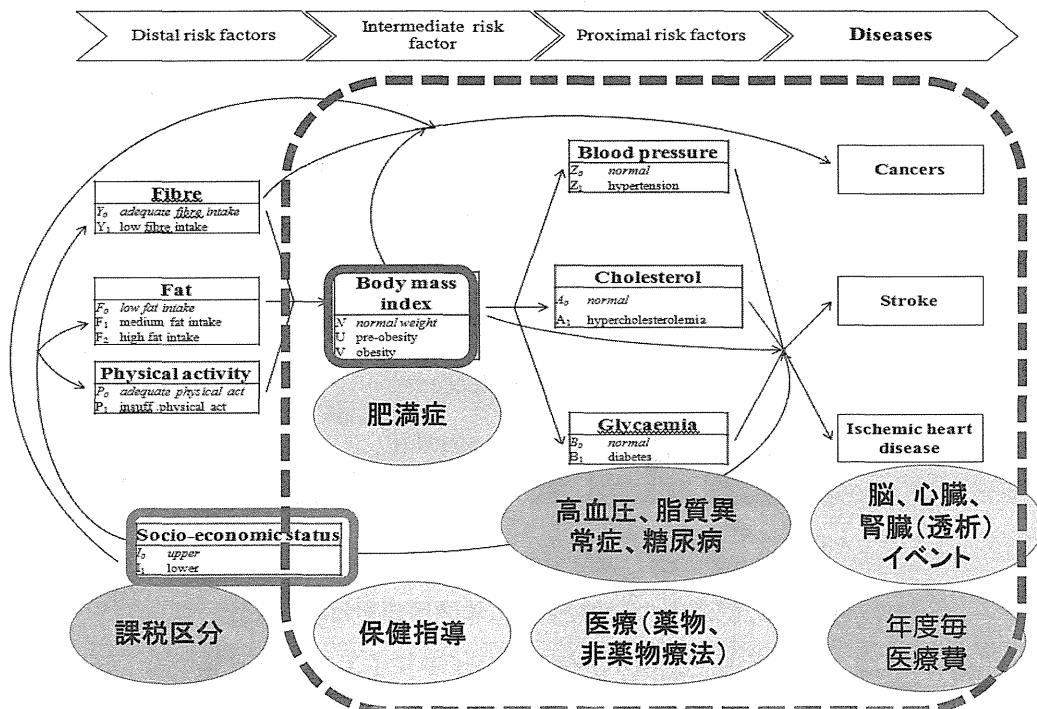 Distal risk factors
Intermediate risk
factor
Proximal risk factors
Diseases
Fibre
Y₀ adequate fibre intake
Y₁ low fibre intake
Fat
F₀ low fat intake
F₁ medium fat intake
F₂ high fat intake
Physical activity
P₀ adequate physical act
P₁ insuff .physical act
Socio-economic status
I₀ upper
I₁ lower
課税区分
Body mass
index
N normal weight
U pre-obesity
V obesity
肥満症
保健指導
Blood pressure
Z₀ normal
Z₁ hypertension
Cholesterol
A₀ normal
A₁ hypercholesterolemia
Glycaemia
B₀ normal
B₁ diabetes
高血圧、脂質異
常症、糖尿病
医療(薬物、
非薬物療法)
Cancers
Stroke
Ischemic heart
disease
脳、心臓、
腎臓(透析)
イベント
年度毎
医療費